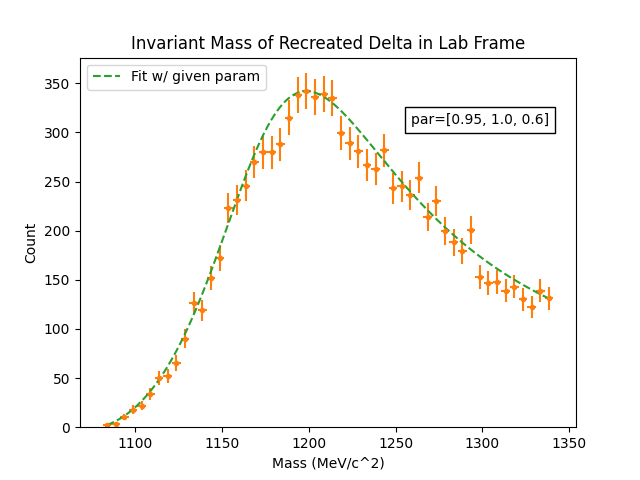 Invariant Mass of Recreated Delta in Lab Frame
Fit w/ given param
par=[0.95, 1.0, 0.6]
Count
350
300
250
200
150
100
50
0
1100 1150 1200 1250 1300 1350
Mass (MeV/c^2)